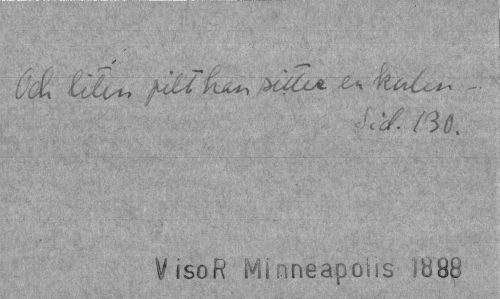 Och liten pilt han sitter en kulen –
Sid. 130.
VisoR Minneapolis 1888